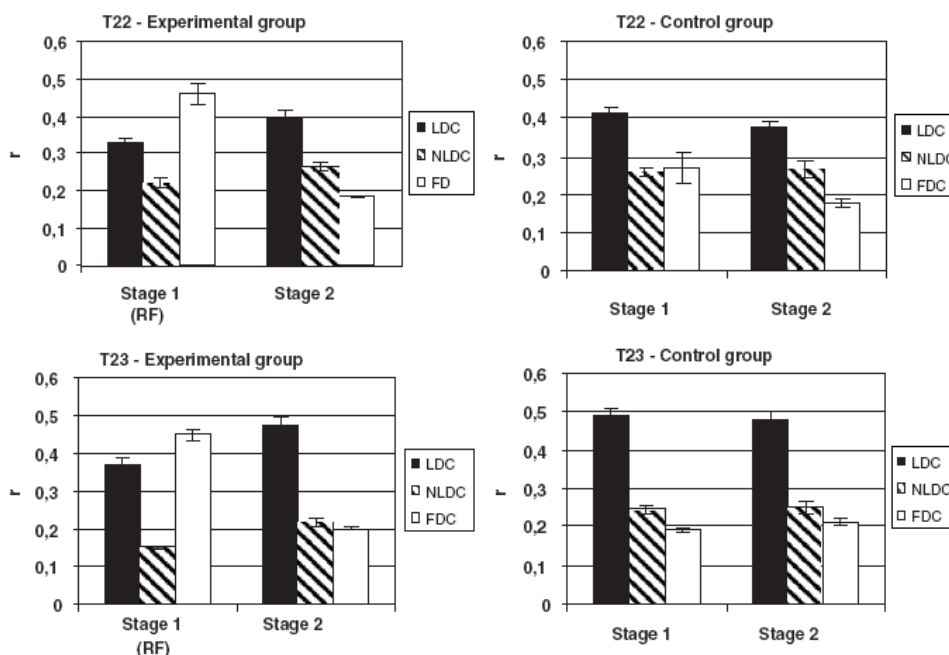 T22 - Experimental group
0,6
0,5
0,4
0,3
0,2
0,1
0
r
LDC
NLDC
FD
Stage 1
(RF)
Stage 2
T22 - Control group
0,6
0,5
0,4
0,3
0,2
0,1
0
r
LDC
NLDC
FDC
Stage 1
Stage 2
T23 - Experimental group
0,6
0,5
0,4
0,3
0,2
0,1
0
r
LDC
NLDC
FDC
Stage 1
(RF)
Stage 2
T23 - Control group
0,6
0,5
0,4
0,3
0,2
0,1
0
r
LDC
NLDC
FDC
Stage 1
Stage 2